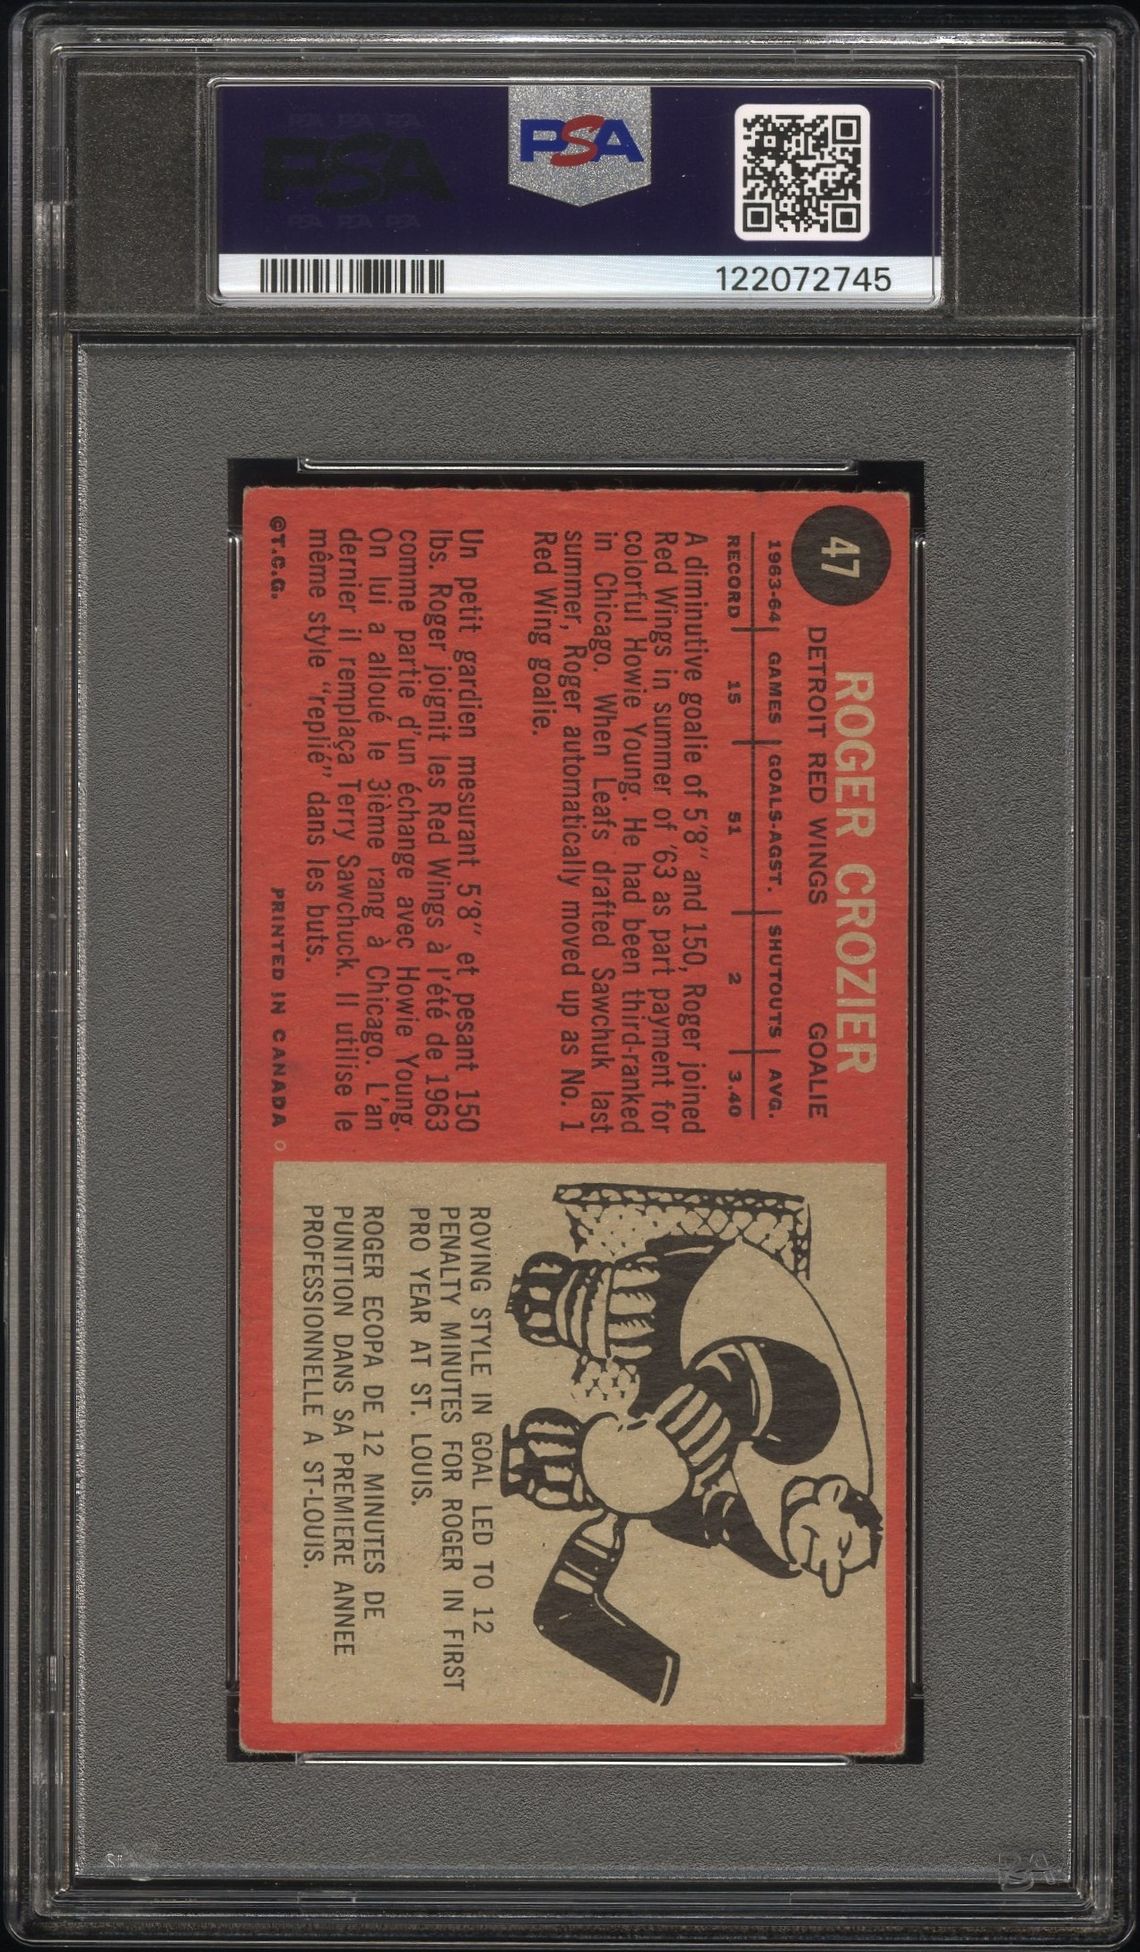 PSA
PSA
122072745
47
ROGER CROZIER
DETROIT RED WINGS GOALIE
1963-64 GAMES GOALS-AGST. SHUTOUTS AVG.
RECORD 15 51 2 3.40
A diminutive goalie of 5'8" and 150, Roger joined
Red Wings in summer of '63 as part payment for
colorful Howie Young. He had been third-ranked
in Chicago. When Leafs drafted Sawchuk last
summer, Roger automatically moved up as No. 1
Red Wing goalie.
Un petit gardien mesurant 5'8" et pesant 150
lbs. Roger joignit les Red Wings à l'été de 1963
comme partie d'un échange avec Howie Young.
On lui a alloué le 3ième rang à Chicago. L'an
dernier il remplaça Terry Sawchuck. Il utilise le
même style "replié" dans les buts.
©T.C.G. PRINTED IN CANADA
ROVING STYLE IN GOAL LED TO 12
PENALTY MINUTES FOR ROGER IN FIRST
PRO YEAR AT ST. LOUIS.
ROGER ECOPA DE 12 MINUTES DE
PUNITION DANS SA PREMIERE ANNEE
PROFESSIONNELLE A ST-LOUIS.